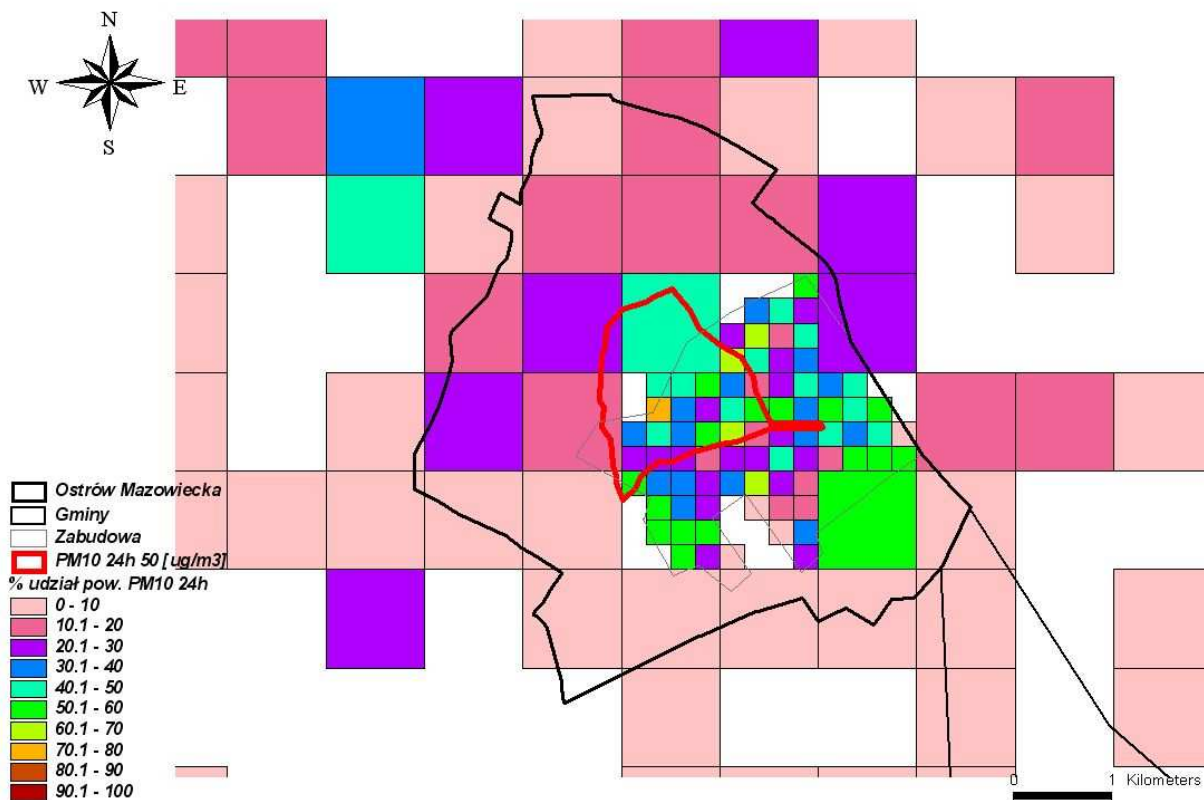 N
W E
S
Ostrów Mazowiecka
Gminy
Zabudowa
PM10 24h 50 [ug/m3]
% udział pow. PM10 24h
0 - 10
10.1 - 20
20.1 - 30
30.1 - 40
40.1 - 50
50.1 - 60
60.1 - 70
70.1 - 80
80.1 - 90
90.1 - 100
0 1 Kilometers